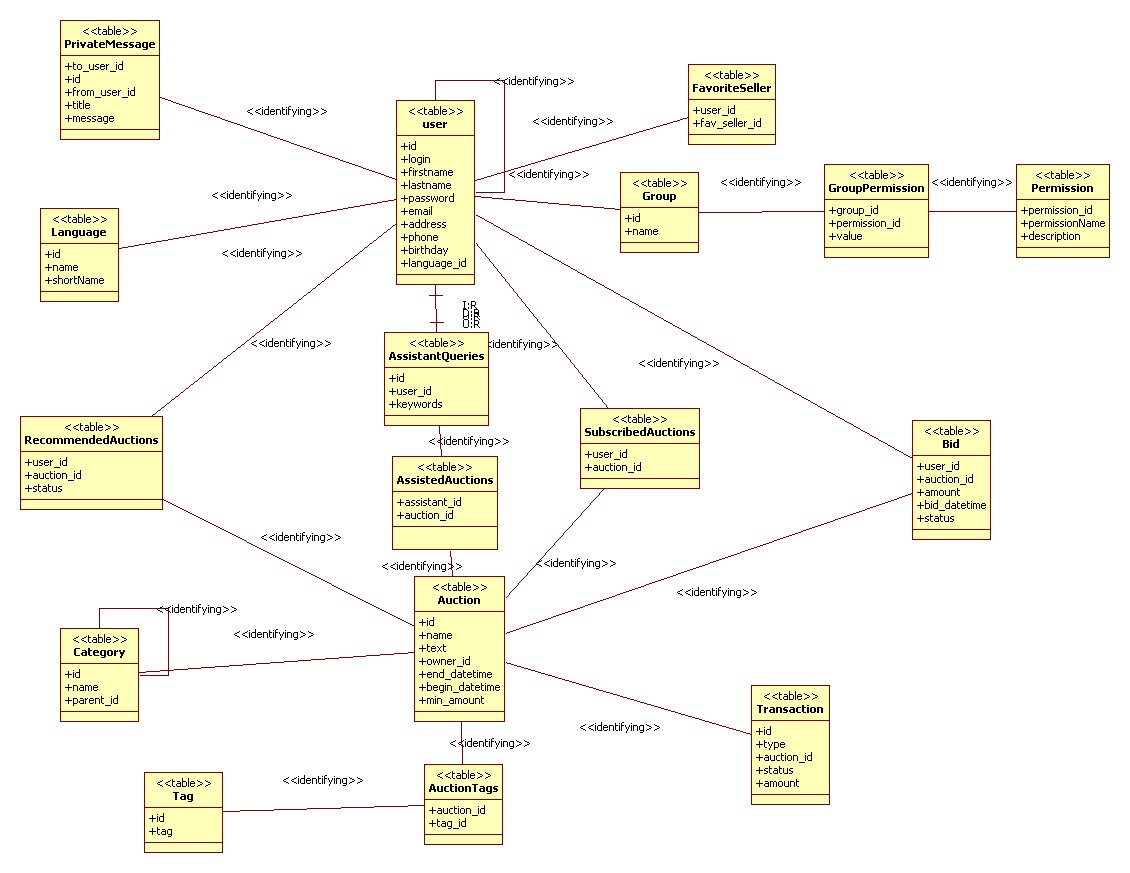 <<table>>
PrivateMessage
+to_user_id
+id
+from_user_id
+title
+message
<<identifying>>
<<identifying>>
<<table>>
user
+id
+login
+firstname
+lastname
+password
+email
+address
+phone
+birthday
+language_id
<<identifying>>
<<table>>
FavoriteSeller
+user_id
+fav_seller_id
<<identifying>>
<<table>>
Group
+id
+name
<<identifying>>
<<table>>
GroupPermission
+group_id
+permission_id
+value
<<identifying>>
<<table>>
Permission
+permission_id
+permissionName
+description
<<identifying>>
<<table>>
Language
+id
+name
+shortName
<<identifying>>
I:R
D:R
U:R
<<identifying>>
<<table>>
AssistantQueries
+id
+user_id
+keywords
<<identifying>>
<<identifying>>
<<table>>
RecommendedAuctions
+user_id
+auction_id
+status
<<identifying>>
<<table>>
AssistedAuctions
+assistant_id
+auction_id
<<table>>
SubscribedAuctions
+user_id
+auction_id
<<table>>
Bid
+user_id
+auction_id
+amount
+bid_datetime
+status
<<identifying>>
<<identifying>>
<<identifying>>
<<identifying>>
<<table>>
Auction
+id
+name
+text
+owner_id
+end_datetime
+begin_datetime
+min_amount
<<identifying>>
<<table>>
Category
+id
+name
+parent_id
<<identifying>>
<<identifying>>
<<table>>
Transaction
+id
+type
+auction_id
+status
+amount
<<identifying>>
<<identifying>>
<<table>>
Tag
+id
+tag
<<table>>
AuctionTags
+auction_id
+tag_id